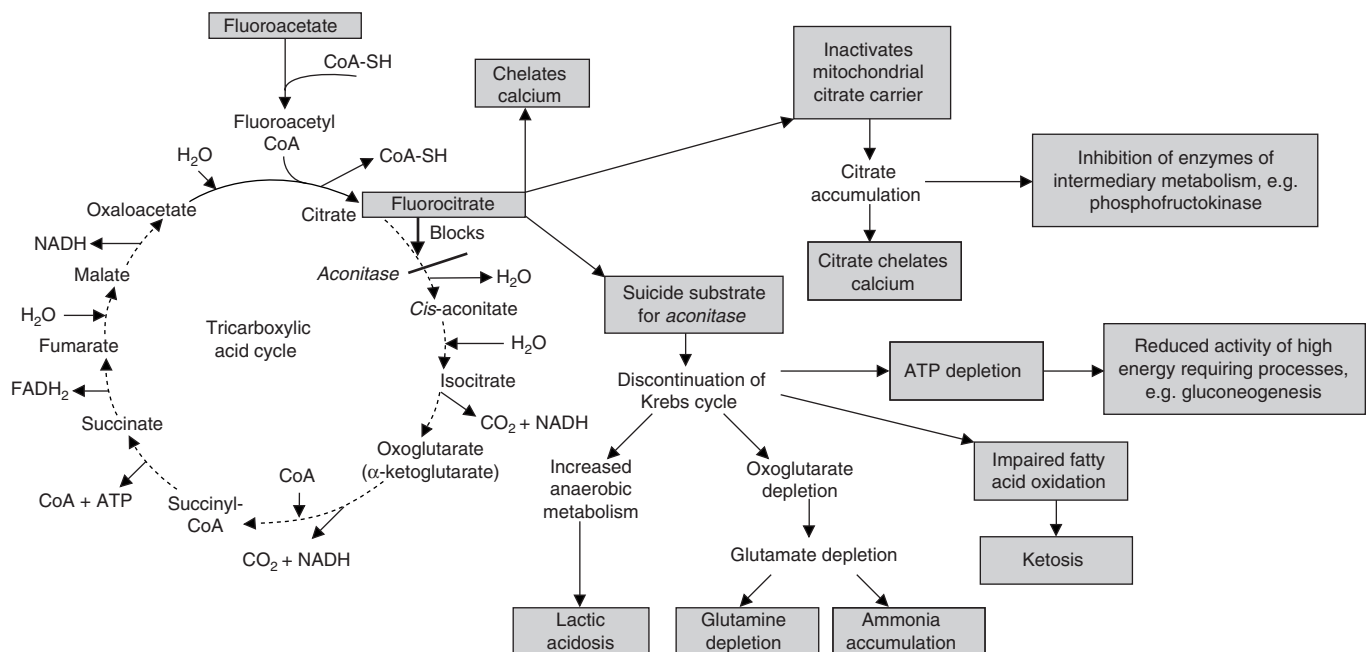 Fluoroacetate
CoA-SH
Fluoroacetyl
CoA
H₂O
CoA-SH
Oxaloacetate
Citrate
Fluorocitrate
Blocks
NADH
Aconitase
H₂O
Malate
Cis-aconitate
H₂O
H₂O
Fumarate
Tricarboxylic
acid cycle
Isocitrate
FADH₂
CO₂ + NADH
Succinate
Oxoglutarate
(α-ketoglutarate)
CoA
CoA + ATP
Succinyl-
CoA
CO₂ + NADH
Chelates
calcium
Inactivates
mitochondrial
citrate carrier
Citrate
accumulation
Inhibition of enzymes of
intermediary metabolism, e.g.
phosphofructokinase
Citrate chelates
calcium
Suicide substrate
for aconitase
Discontinuation of
Krebs cycle
ATP depletion
Reduced activity of high
energy requiring processes,
e.g. gluconeogenesis
Increased
anaerobic
metabolism
Oxoglutarate
depletion
Impaired fatty
acid oxidation
Glutamate depletion
Ketosis
Lactic
acidosis
Glutamine
depletion
Ammonia
accumulation